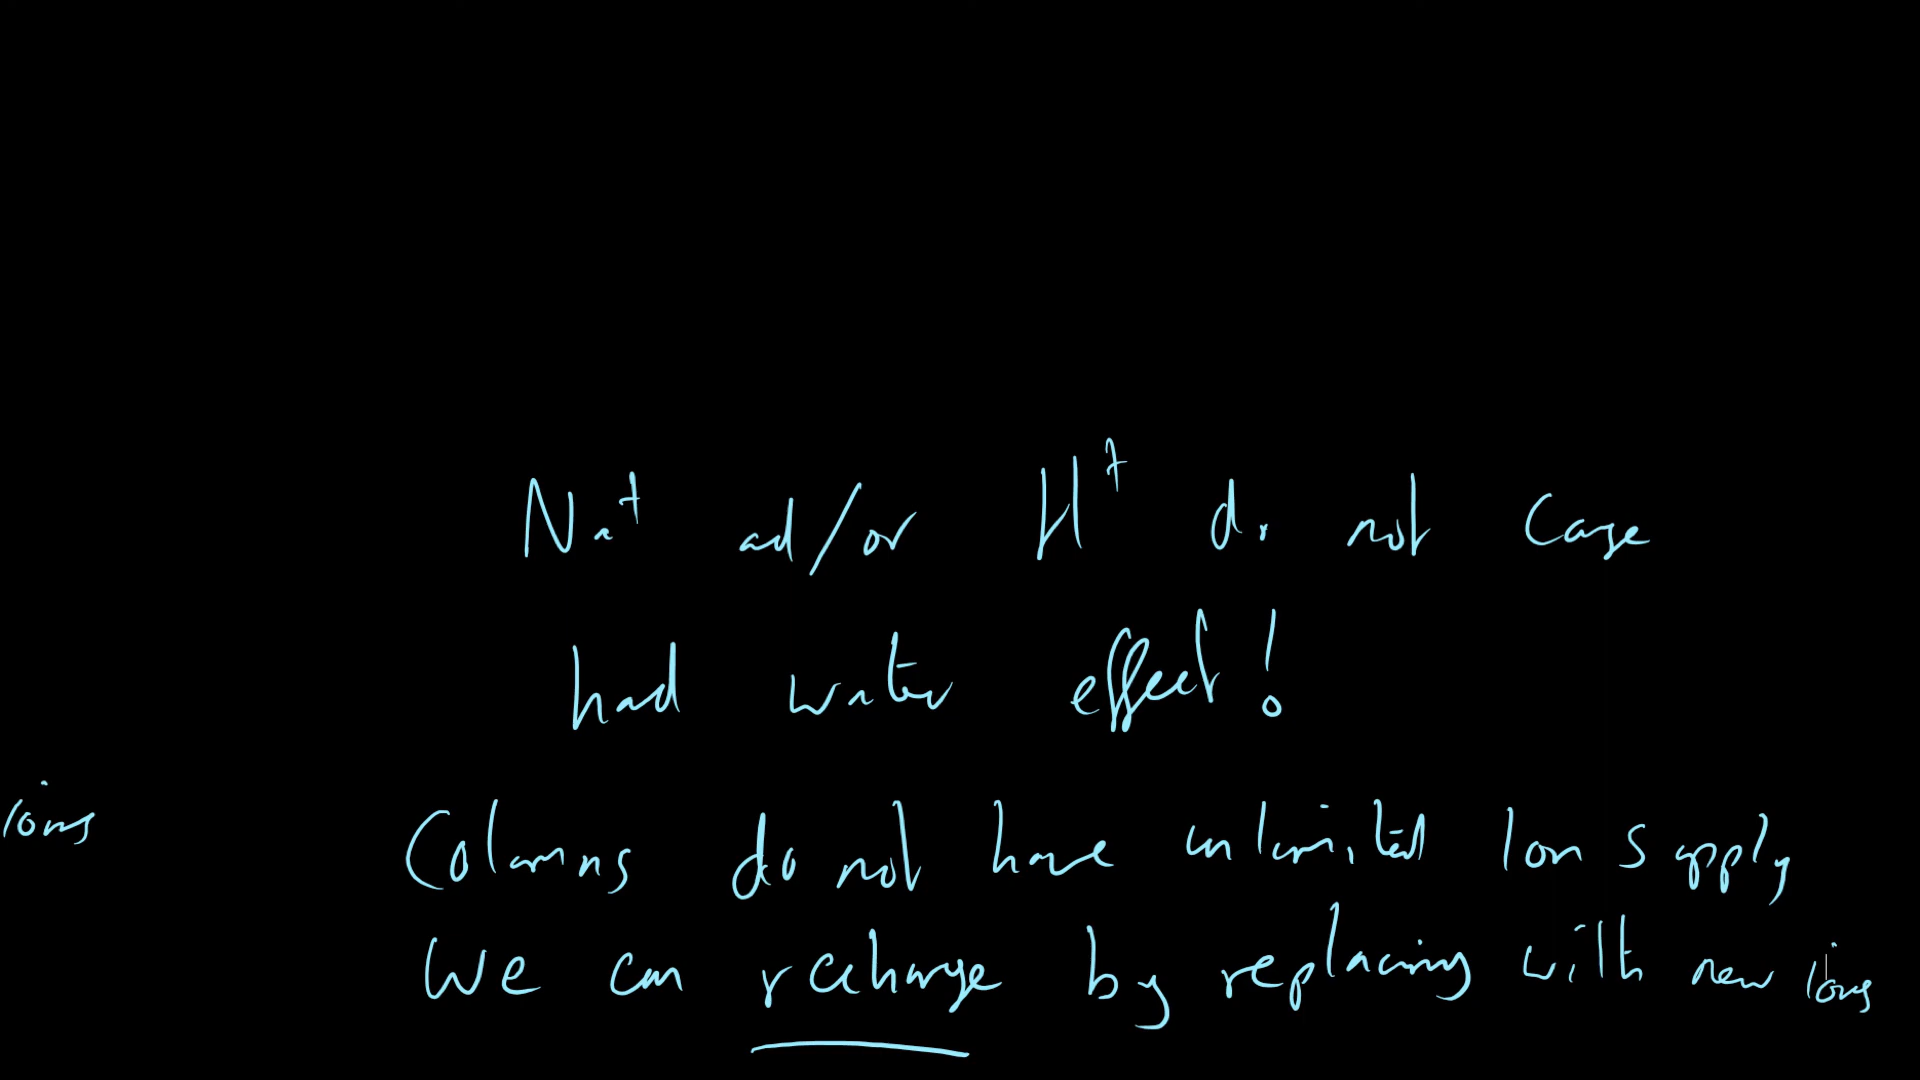 Na⁺ and/or H⁺ do not cause
hard water effect!
ions
Columns do not have unlimited ion supply
We can recharge by replacing with new ions